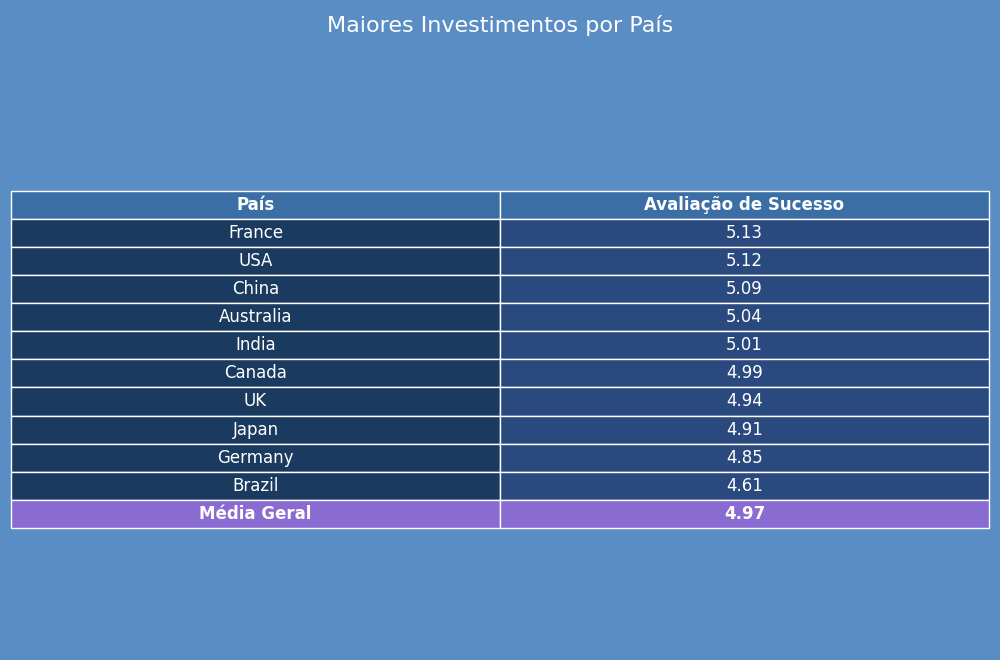 Maiores Investimentos por País
País Avaliação de Sucesso
France 5.13
USA 5.12
China 5.09
Australia 5.04
India 5.01
Canada 4.99
UK 4.94
Japan 4.91
Germany 4.85
Brazil 4.61
Média Geral 4.97